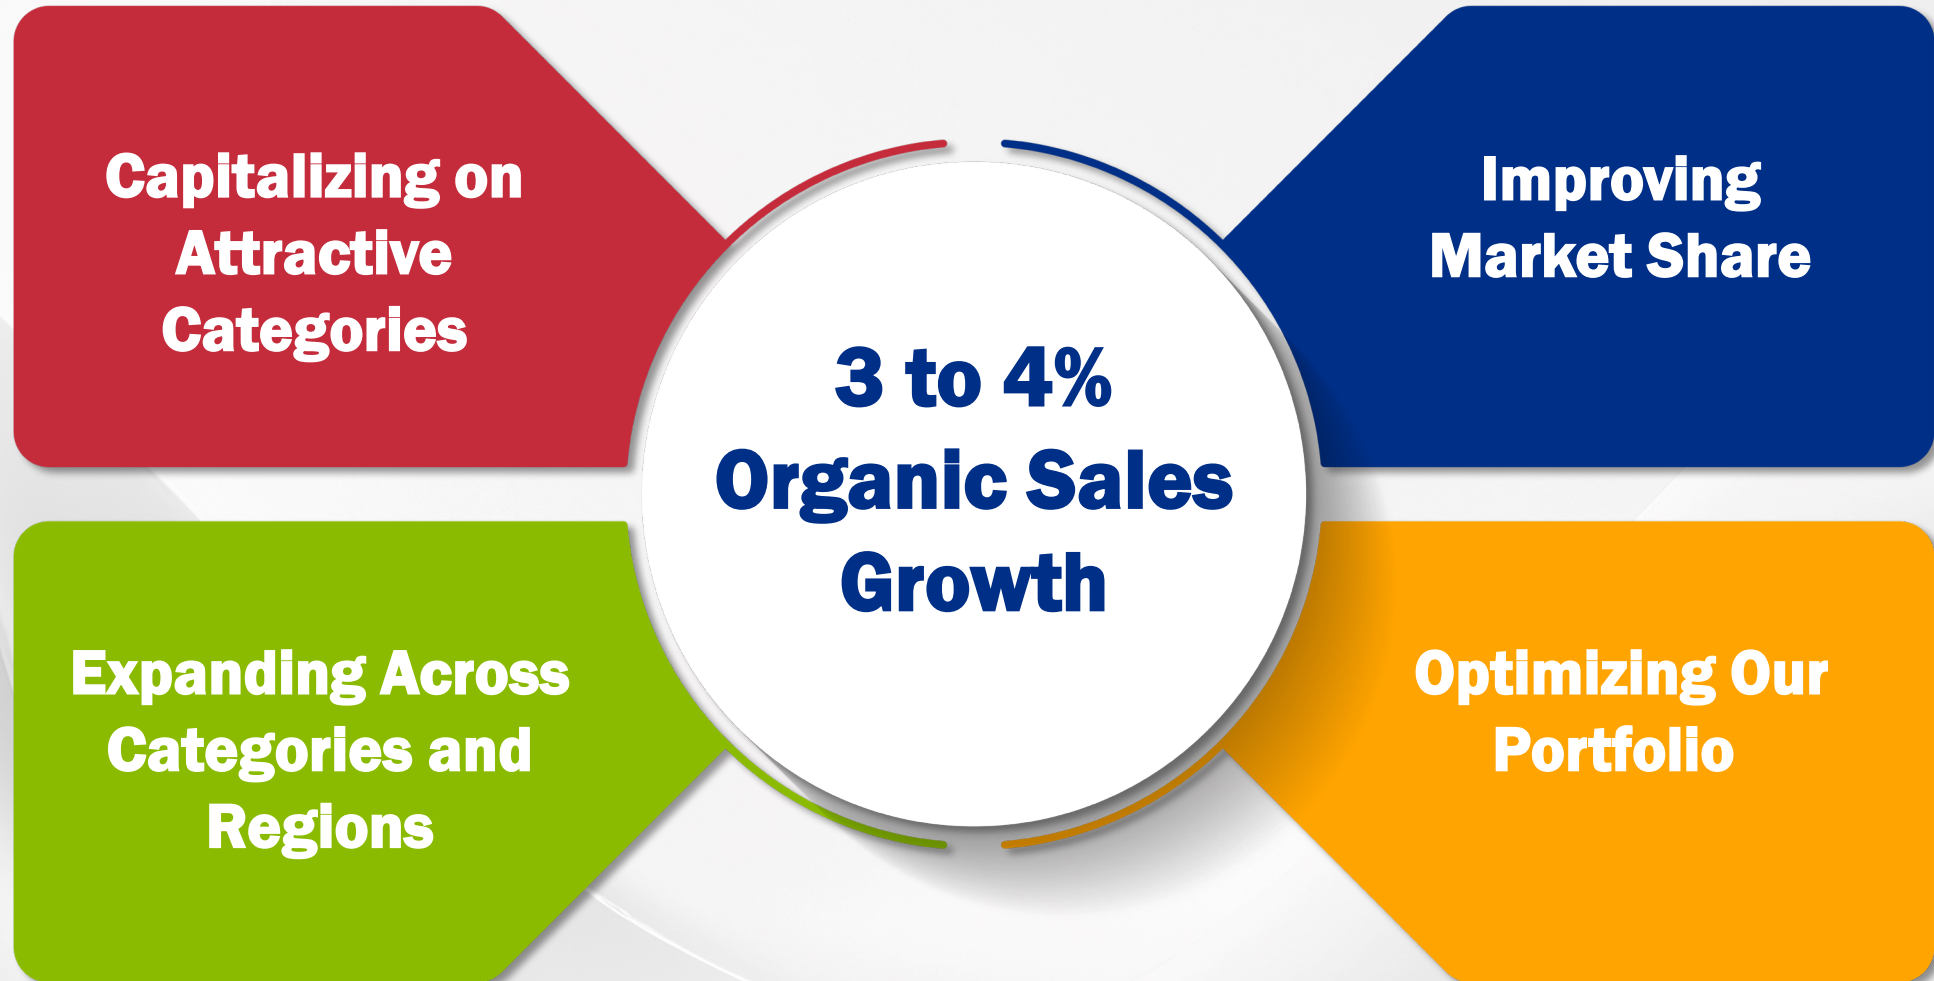 Capitalizing on
Attractive
Categories
Improving
Market Share
3 to 4%
Organic Sales
Growth
Expanding Across
Categories and
Regions
Optimizing Our
Portfolio